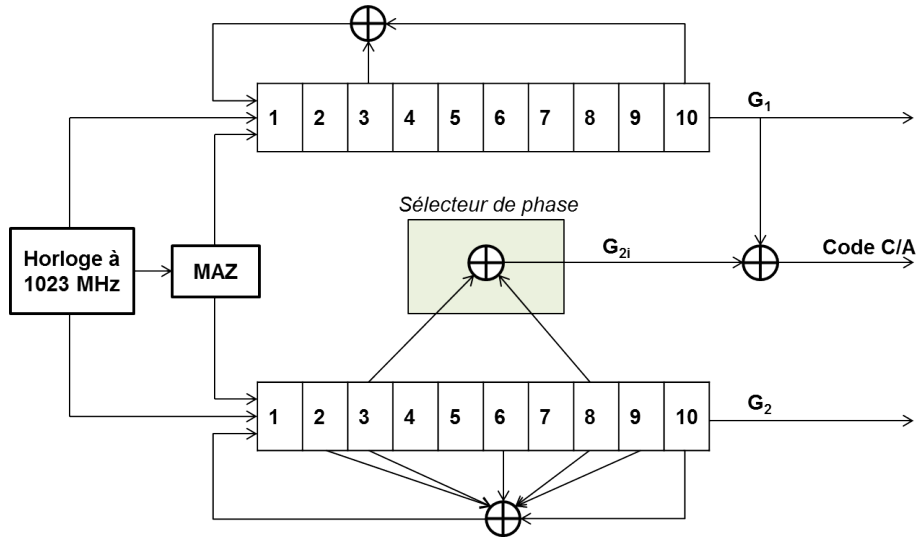 1 2 3 4 5 6 7 8 9 10
G1
Sélecteur de phase
Horloge à
1023 MHz
MAZ
G2i
Code C/A
1 2 3 4 5 6 7 8 9 10
G2